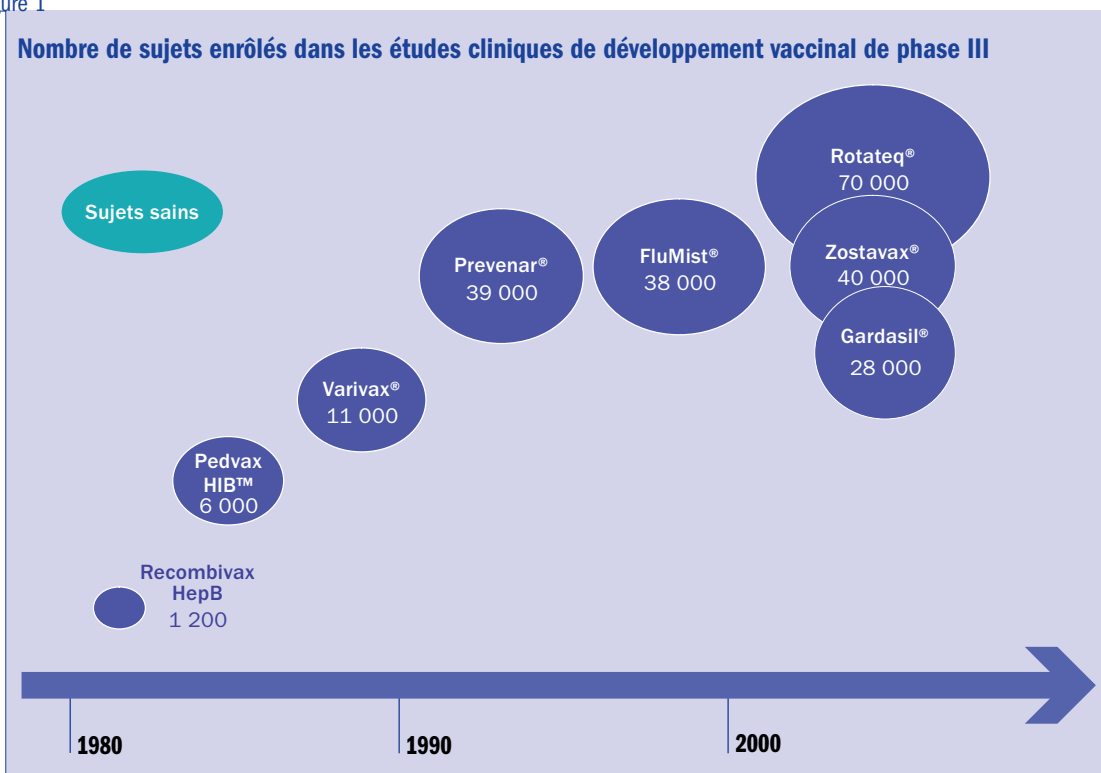 Nombre de sujets enrôlés dans les études cliniques de développement vaccinal de phase III
Rotateq®
70 000
Sujets sains
Zostavax®
40 000
FluMist®
38 000
Prevenar®
39 000
Gardasil®
28 000
Varivax®
11 000
Pedvax
HIB™
6 000
Recombivax
HepB
1 200
1980
1990
2000